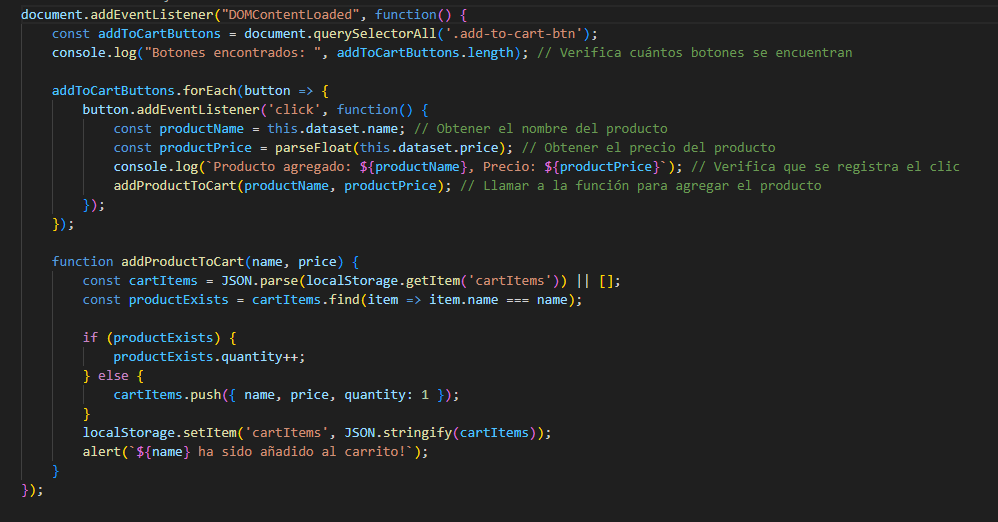 document.addEventListener("DOMContentLoaded", function() {
    const addToCartButtons = document.querySelectorAll('.add-to-cart-btn');
    console.log("Botones encontrados: ", addToCartButtons.length); // Verifica cuántos botones se encuentran

    addToCartButtons.forEach(button => {
        button.addEventListener('click', function() {
            const productName = this.dataset.name; // Obtener el nombre del producto
            const productPrice = parseFloat(this.dataset.price); // Obtener el precio del producto
            console.log(`Producto agregado: ${productName}, Precio: ${productPrice}`); // Verifica que se registra el clic
            addProductToCart(productName, productPrice); // Llamar a la función para agregar el producto
        });
    });

    function addProductToCart(name, price) {
        const cartItems = JSON.parse(localStorage.getItem('cartItems')) || [];
        const productExists = cartItems.find(item => item.name === name);

        if (productExists) {
            productExists.quantity++;
        } else {
            cartItems.push({ name, price, quantity: 1 });
        }
        localStorage.setItem('cartItems', JSON.stringify(cartItems));
        alert(`${name} ha sido añadido al carrito!`);
    }
});